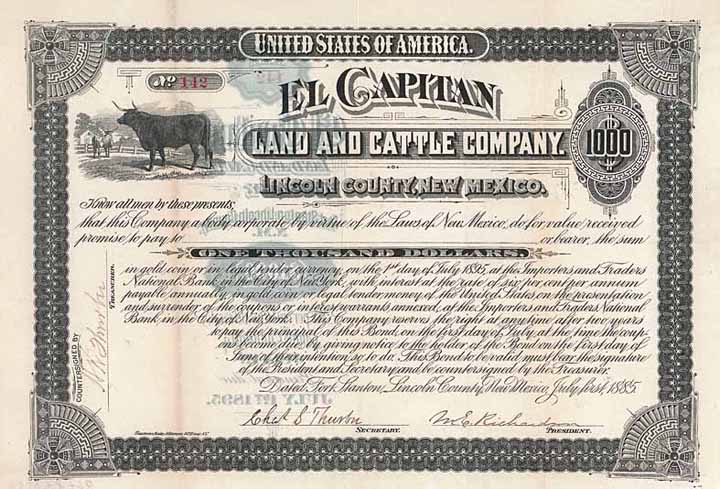 UNITED STATES OF AMERICA.
No 142
EL CAPITAN
LAND AND CATTLE COMPANY.
1000
LINCOLN COUNTY, NEW MEXICO.
Know all men by these presents,
that this Company a body corporate by virtue of the Laws of New Mexico, do for value received
promise to pay to or bearer, the sum
ONE THOUSAND DOLLARS.
in gold coin or in legal tender currency, on the 1st day of July 1895, at the Importers and Traders
National Bank in the City of New York, with interest at the rate of six per cent per annum
payable annually, in gold coin or legal tender money of the United States on the presentation
and surrender of the coupons or interest warrants annexed, at the Importers and Traders National
Bank in the City of New York. This Company reserves the right at any time after two years
to pay the principal of this Bond, on the first day of July, of the year the coup-
ons become due by giving notice to the holder of the Bond on the first day of
June, of their intention so to do. This Bond to be valid must bear the signature
of the President and Secretary, and be countersigned by the Treasurer.
Dated Fort Stanton, Lincoln County, New Mexico, July first, 1885.
JULY 1ST 1895.
Chet S Thurber
SECRETARY.
W.E. Richardson
PRESIDENT.
COUNTERSIGNED BY
TREASURER.